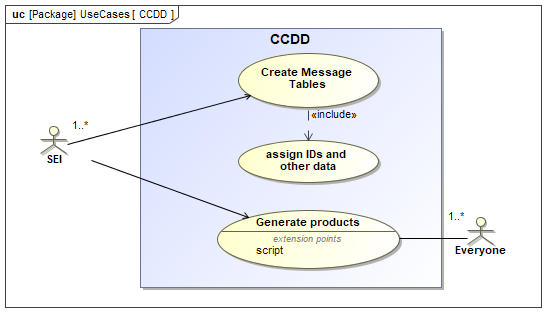 uc [Package] UseCases [ CCDD ]
CCDD
Create Message
Tables
«include»
1..*
SEI
assign IDs and
other data
Generate products
extension points
script
1..*
Everyone